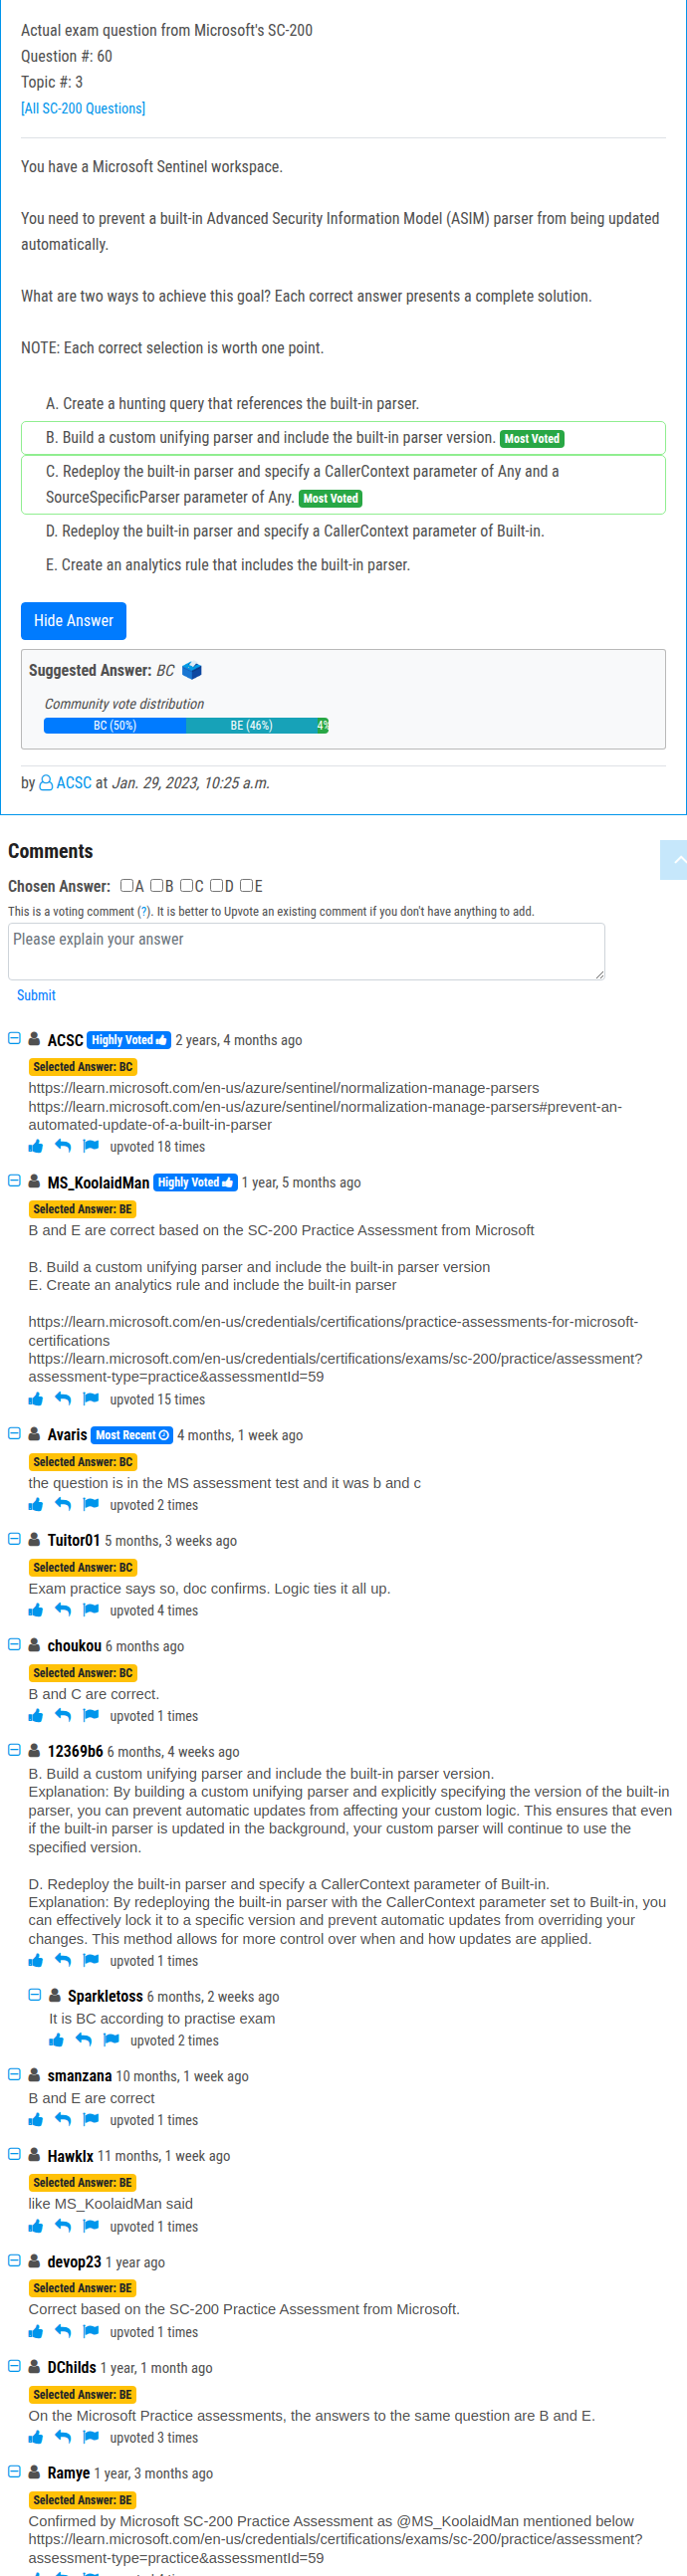 Actual exam question from Microsoft's SC-200
Question #: 60
Topic #: 3
[All SC-200 Questions]
You have a Microsoft Sentinel workspace.
You need to prevent a built-in Advanced Security Information Model (ASIM) parser from being updated
automatically.
What are two ways to achieve this goal? Each correct answer presents a complete solution.
NOTE: Each correct selection is worth one point.
A. Create a hunting query that references the built-in parser.
B. Build a custom unifying parser and include the built-in parser version. Most Voted
C. Redeploy the built-in parser and specify a CallerContext parameter of Any and a
SourceSpecificParser parameter of Any. Most Voted
D. Redeploy the built-in parser and specify a CallerContext parameter of Built-in.
E. Create an analytics rule that includes the built-in parser.
Hide Answer
Suggested Answer: BC
Community vote distribution
BC (50%) BE (46%) 4%
by ACSC at Jan. 29, 2023, 10:25 a.m.
Comments
Chosen Answer: A B C D E
This is a voting comment (?). It is better to Upvote an existing comment if you don't have anything to add.
Please explain your answer
Submit
ACSC Highly Voted 2 years, 4 months ago
Selected Answer: BC
https://learn.microsoft.com/en-us/azure/sentinel/normalization-manage-parsers
https://learn.microsoft.com/en-us/azure/sentinel/normalization-manage-parsers#prevent-an-
automated-update-of-a-built-in-parser
upvoted 18 times
MS_KoolaidMan Highly Voted 1 year, 5 months ago
Selected Answer: BE
B and E are correct based on the SC-200 Practice Assessment from Microsoft
B. Build a custom unifying parser and include the built-in parser version
E. Create an analytics rule and include the built-in parser
https://learn.microsoft.com/en-us/credentials/certifications/practice-assessments-for-microsoft-
certifications
https://learn.microsoft.com/en-us/credentials/certifications/exams/sc-200/practice/assessment?
assessment-type=practice&assessmentId=59
upvoted 15 times
Avaris Most Recent 4 months, 1 week ago
Selected Answer: BC
the question is in the MS assessment test and it was b and c
upvoted 2 times
Tuitor01 5 months, 3 weeks ago
Selected Answer: BC
Exam practice says so, doc confirms. Logic ties it all up.
upvoted 4 times
choukou 6 months ago
Selected Answer: BC
B and C are correct.
upvoted 1 times
12369b6 6 months, 4 weeks ago
B. Build a custom unifying parser and include the built-in parser version.
Explanation: By building a custom unifying parser and explicitly specifying the version of the built-in
parser, you can prevent automatic updates from affecting your custom logic. This ensures that even
if the built-in parser is updated in the background, your custom parser will continue to use the
specified version.
D. Redeploy the built-in parser and specify a CallerContext parameter of Built-in.
Explanation: By redeploying the built-in parser with the CallerContext parameter set to Built-in, you
can effectively lock it to a specific version and prevent automatic updates from overriding your
changes. This method allows for more control over when and how updates are applied.
upvoted 1 times
Sparkletoss 6 months, 2 weeks ago
It is BC according to practise exam
upvoted 2 times
smanzana 10 months, 1 week ago
B and E are correct
upvoted 1 times
Hawklx 11 months, 1 week ago
Selected Answer: BE
like MS_KoolaidMan said
upvoted 1 times
devop23 1 year ago
Selected Answer: BE
Correct based on the SC-200 Practice Assessment from Microsoft.
upvoted 1 times
DChilds 1 year, 1 month ago
Selected Answer: BE
On the Microsoft Practice assessments, the answers to the same question are B and E.
upvoted 3 times
Ramye 1 year, 3 months ago
Selected Answer: BE
Confirmed by Microsoft SC-200 Practice Assessment as @MS_KoolaidMan mentioned below
https://learn.microsoft.com/en-us/credentials/certifications/exams/sc-200/practice/assessment?
assessment-type=practice&assessmentId=59